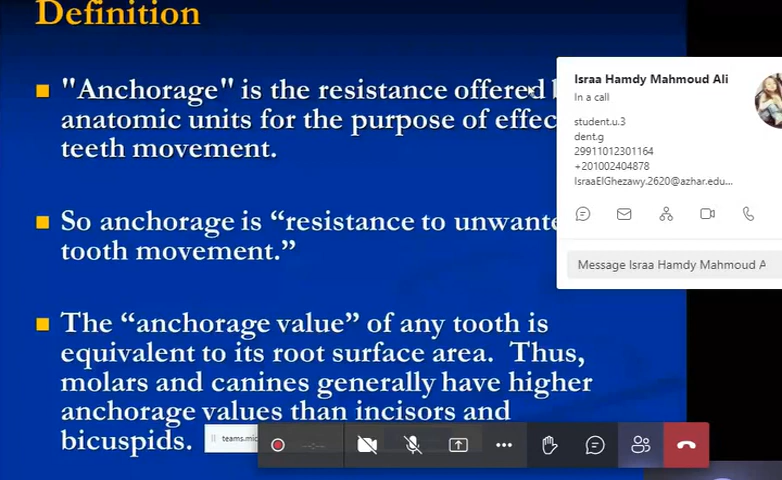 Definition
"Anchorage" is the resistance offered
anatomic units for the purpose of effec
teeth movement.
So anchorage is “resistance to unwante
tooth movement.”
The “anchorage value” of any tooth is
equivalent to its root surface area. Thus,
molars and canines generally have higher
anchorage values than incisors and
bicuspids.
Israa Hamdy Mahmoud Ali
In a call
student.u.3
dent.g
29911012301164
+201002404878
IsraaElGhezawy.2620@azhar.edu...
Message Israa Hamdy Mahmoud A
teams.mic